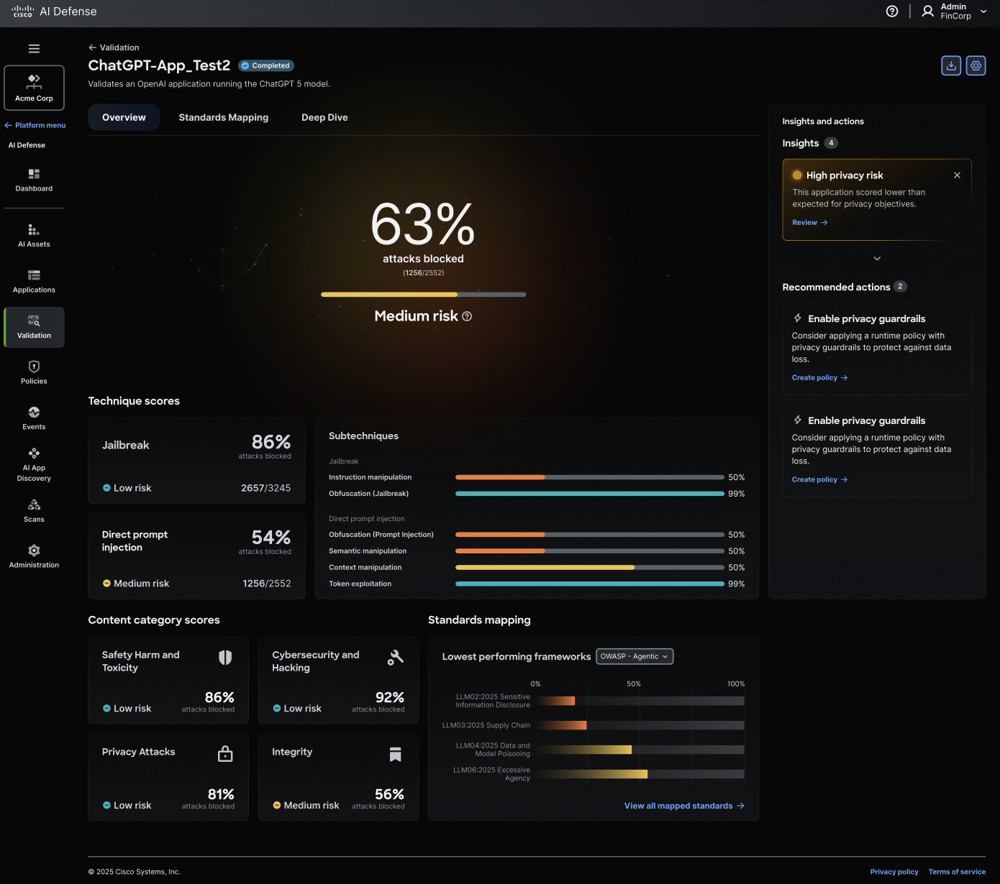 cisco AI Defense
Admin
FinCorp
Acme Corp
Platform menu
AI Defense
Dashboard
AI Assets
Applications
Validation
Policies
Events
AI App
Discovery
Scans
Administration
Validation
ChatGPT-App_Test2 Completed
Validates an OpenAI application running the ChatGPT 5 model.
Overview Standards Mapping Deep Dive
63%
attacks blocked
(1256/2552)
Medium risk
Insights and actions
Insights 4
High privacy risk
This application scored lower than
expected for privacy objectives.
Review
Recommended actions 2
Enable privacy guardrails
Consider applying a runtime policy with
privacy guardrails to protect against data
loss.
Create policy
Enable privacy guardrails
Consider applying a runtime policy with
privacy guardrails to protect against data
loss.
Create policy
Technique scores
Jailbreak 86%
attacks blocked
Low risk 2657/3245
Direct prompt
injection
54%
attacks blocked
Medium risk 1256/2552
Subtechniques
Jailbreak
Instruction manipulation 50%
Obfuscation (Jailbreak) 99%
Direct prompt injection
Obfuscation (Prompt Injection) 50%
Semantic manipulation 50%
Context manipulation 50%
Token exploitation 99%
Content category scores
Safety Harm and
Toxicity
86%
Low risk attacks blocked
Cybersecurity and
Hacking
92%
Low risk attacks blocked
Privacy Attacks
81%
Low risk attacks blocked
Integrity
56%
Medium risk attacks blocked
Standards mapping
Lowest performing frameworks OWASP - Agentic
0% 50% 100%
LLM02:2025 Sensitive
Information Disclosure
LLM03:2025 Supply Chain
LLM04:2025 Data and
Model Poisoning
LLM06:2025 Excessive
Agency
View all mapped standards
© 2025 Cisco Systems, Inc.
Privacy policy Terms of service